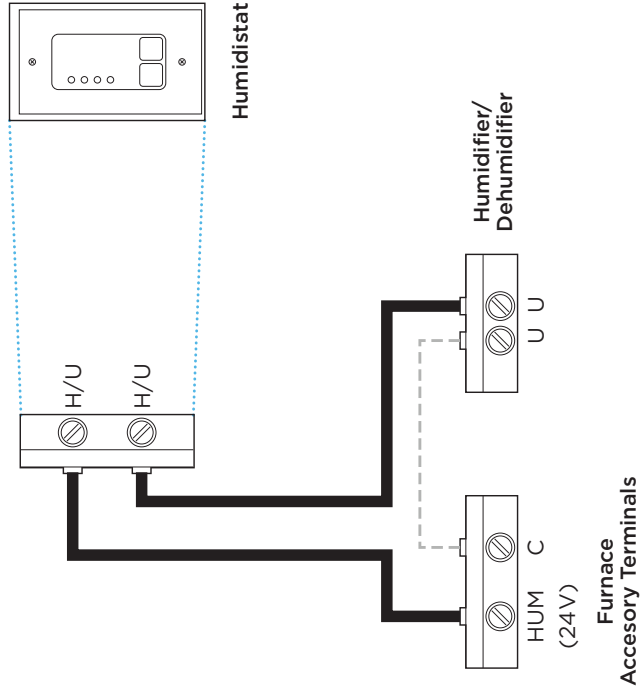 Humidistat
H/U
H/U
Humidifier/
Dehumidifier
U
U
HUM
(24V)
C
Furnace
Accesory Terminals